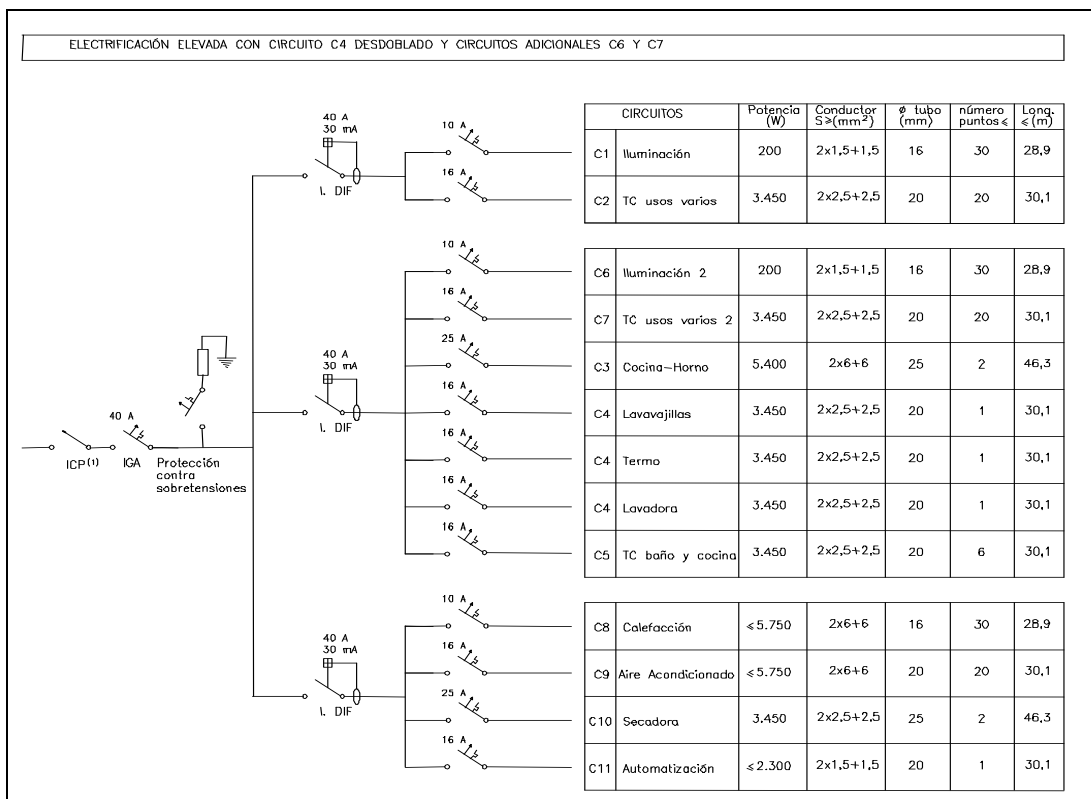 ELECTRIFICACIÓN ELEVADA CON CIRCUITO C4 DESDOBLADO Y CIRCUITOS ADICIONALES C6 Y C7
CIRCUITOS Potencia (W) Conductor S≥(mm²) ø tubo (mm) número puntos≤ Long. ≤(m)
40 A
30 mA
I. DIF
10 A
C1 Iluminación 200 2x1,5+1,5 16 30 28,9
16 A
C2 TC usos varios 3.450 2x2,5+2,5 20 20 30,1
10 A
C6 Iluminación 2 200 2x1,5+1,5 16 30 28,9
16 A
C7 TC usos varios 2 3.450 2x2,5+2,5 20 20 30,1
40 A
30 mA
I. DIF
25 A
C3 Cocina-Horno 5.400 2x6+6 25 2 46,3
16 A
C4 Lavavajillas 3.450 2x2,5+2,5 20 1 30,1
40 A
ICP(1) IGA Protección
contra
sobretensiones
16 A
C4 Termo 3.450 2x2,5+2,5 20 1 30,1
16 A
C4 Lavadora 3.450 2x2,5+2,5 20 1 30,1
16 A
C5 TC baño y cocina 3.450 2x2,5+2,5 20 6 30,1
10 A
C8 Calefacción ≤5.750 2x6+6 16 30 28,9
40 A
30 mA
I. DIF
16 A
C9 Aire Acondicionado ≤5.750 2x6+6 20 20 30,1
25 A
C10 Secadora 3.450 2x2,5+2,5 25 2 46,3
16 A
C11 Automatización ≤2.300 2x1,5+1,5 20 1 30,1